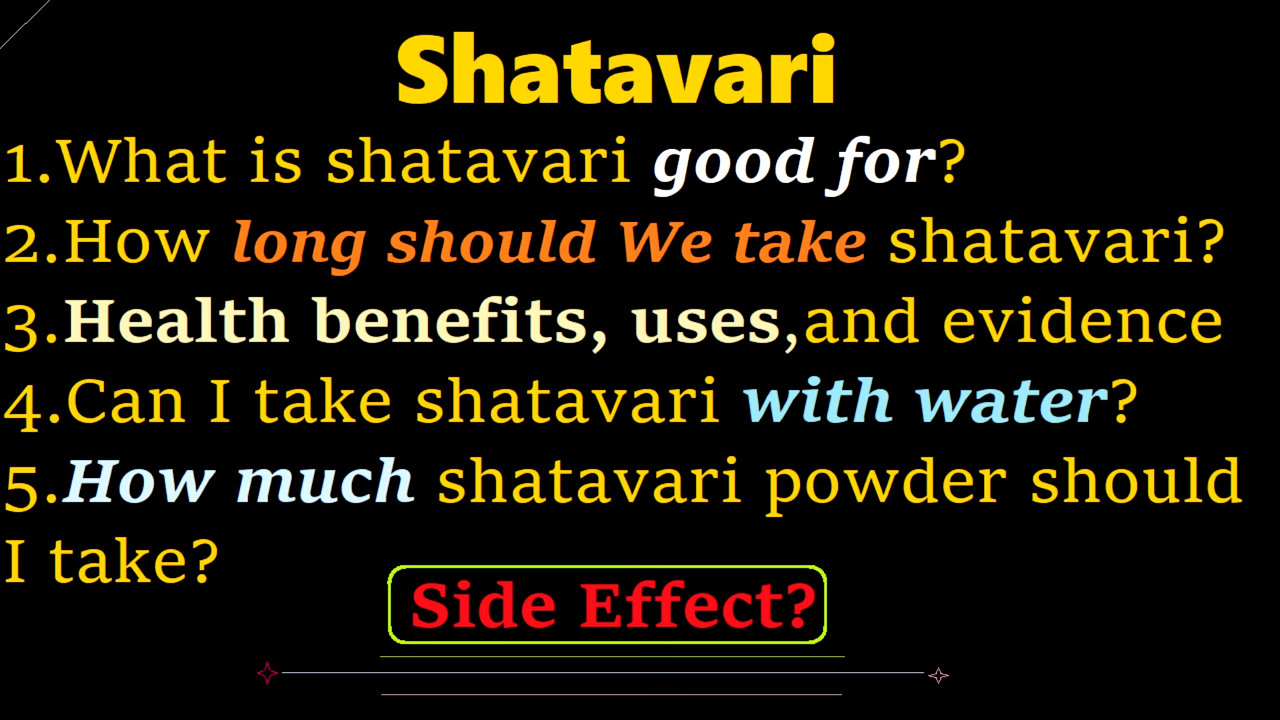 Shatavari
1.What is shatavari good for?
2.How long should We take shatavari?
3.Health benefits, uses,and evidence
4.Can I take shatavari with water?
5.How much shatavari powder should
I take?
Side Effect?